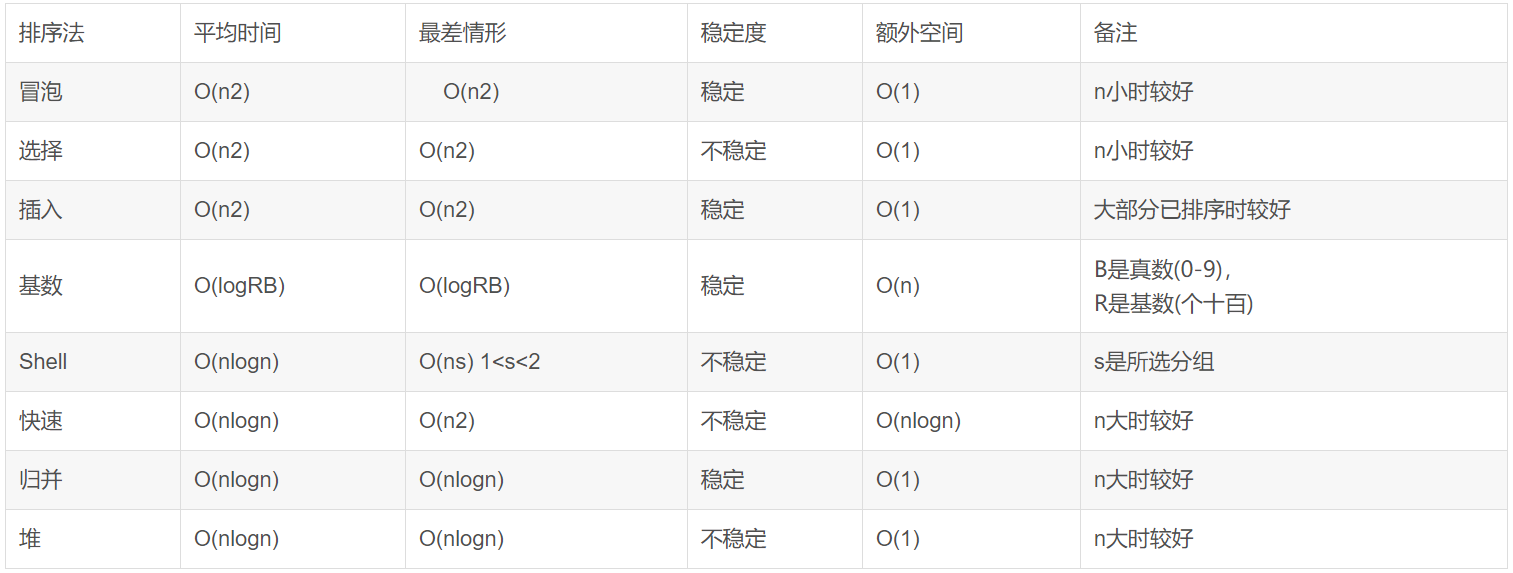 排序法 平均时间 最差情形 稳定度 额外空间 备注
冒泡 O(n2) O(n2) 稳定 O(1) n小时较好
选择 O(n2) O(n2) 不稳定 O(1) n小时较好
插入 O(n2) O(n2) 稳定 O(1) 大部分已排序时较好
基数 O(logRB) O(logRB) 稳定 O(n) B是真数(0-9)，
R是基数(个十百)
Shell O(nlogn) O(ns) 1<s<2 不稳定 O(1) s是所选分组
快速 O(nlogn) O(n2) 不稳定 O(nlogn) n大时较好
归并 O(nlogn) O(nlogn) 稳定 O(1) n大时较好
堆 O(nlogn) O(nlogn) 不稳定 O(1) n大时较好